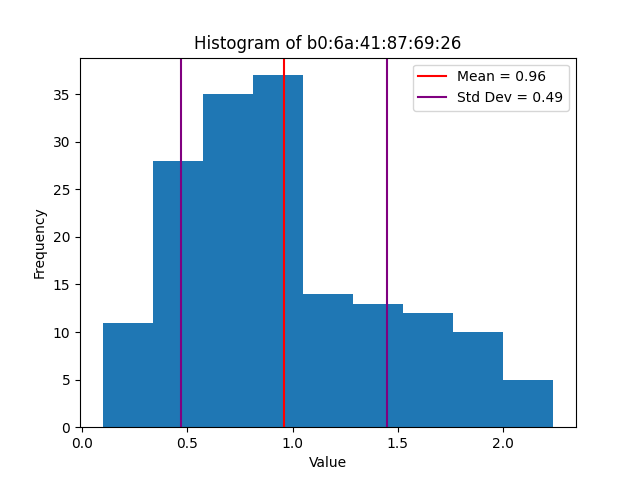 Histogram of b0:6a:41:87:69:26
Mean = 0.96
Std Dev = 0.49
Frequency
35
30
25
20
15
10
5
0
0.0 0.5 1.0 1.5 2.0
Value